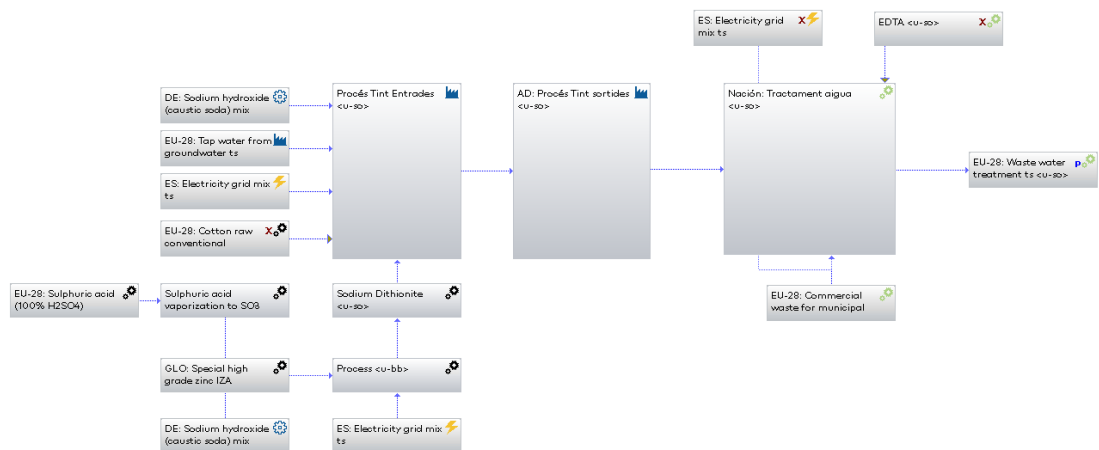 ES: Electricity grid
mix ts
x
EDTA <u-so>
x
DE: Sodium hydroxide
(caustic soda) mix
Procés Tint Entrades
<u-so>
AD: Procés Tint sortides
<u-so>
Nación: Tractament aigua
<u-so>
EU-28: Tap water from
groundwater ts
EU-28: Waste water
treatment ts <u-so>
p
ES: Electricity grid mix
ts
EU-28: Cotton raw
conventional
x
EU-28: Sulphuric acid
(100% H2SO4)
Sulphuric acid
vaporization to SO3
Sodium Dithionite
<u-so>
EU-28: Commercial
waste for municipal
GLO: Special high
grade zinc IZA
Process <u-bb>
DE: Sodium hydroxide
(caustic soda) mix
ES: Electricity grid mix
ts